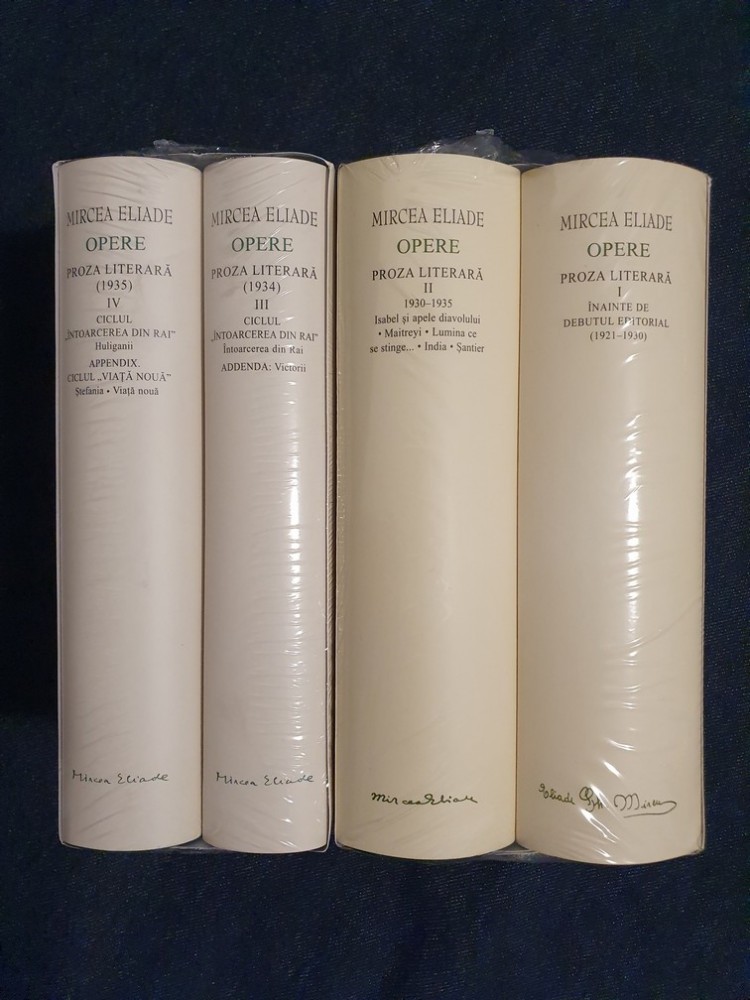 MIRCEA ELIADE
OPERE
PROZA LITERARĂ
(1935)
IV
CICLUL
„ÎNTOARCEREA DIN RAI”
Huliganii
APPENDIX.
CICLUL „VIAȚĂ NOUĂ”
Ștefania • Viață nouă
Mircea Eliade
MIRCEA ELIADE
OPERE
PROZA LITERARĂ
(1934)
III
CICLUL
„ÎNTOARCEREA DIN RAI”
Întoarcerea din Rai
ADDENDA: Victorii
Mircea Eliade
MIRCEA ELIADE
OPERE
PROZA LITERARĂ
II
1930–1935
Isabel și apele diavolului
• Maitreyi • Lumina ce
se stinge... • India • Șantier
Mircea Eliade
MIRCEA ELIADE
OPERE
PROZA LITERARĂ
I
ÎNAINTE DE
DEBUTUL EDITORIAL
(1921–1930)
Eliade Gh Mircea